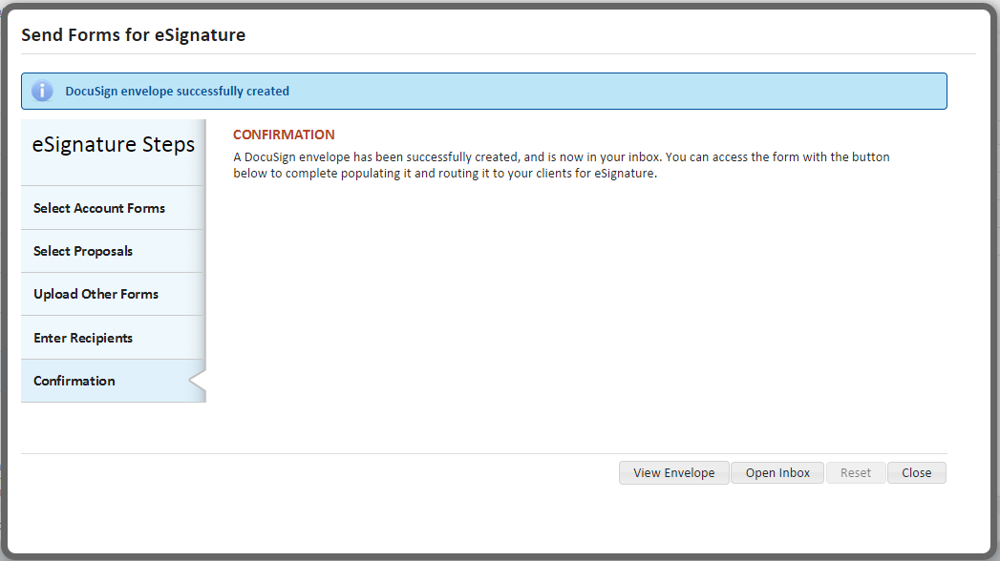 Send Forms for eSignature
DocuSign envelope successfully created
eSignature Steps
Select Account Forms
Select Proposals
Upload Other Forms
Enter Recipients
Confirmation
CONFIRMATION
A DocuSign envelope has been successfully created, and is now in your inbox. You can access the form with the button
below to complete populating it and routing it to your clients for eSignature.
View Envelope
Open Inbox
Reset
Close